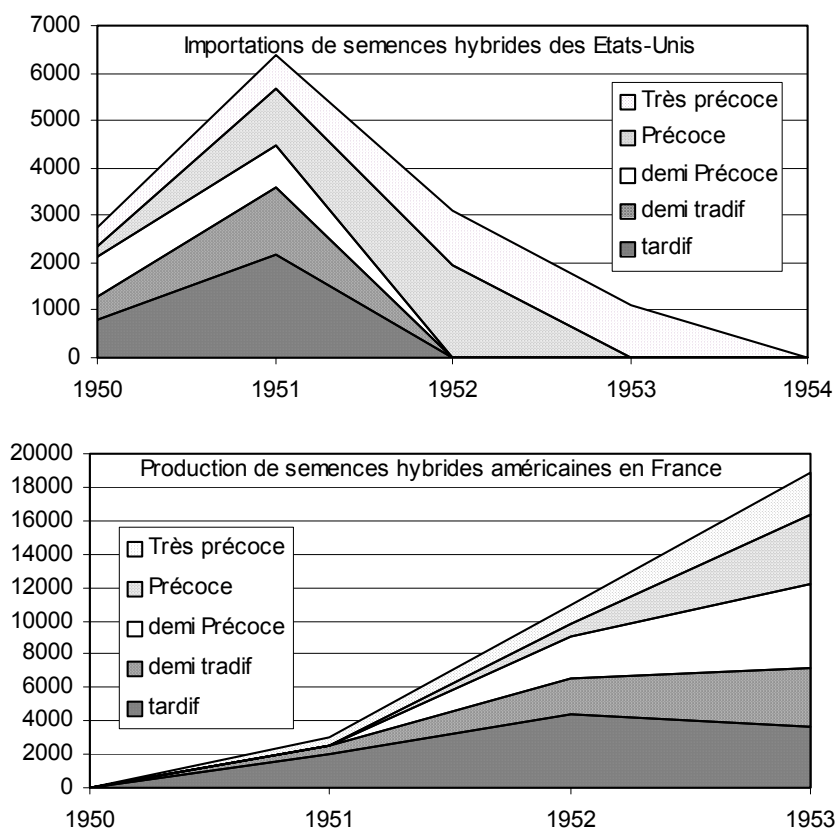 Importations de semences hybrides des Etats-Unis
7000
6000
5000
4000
3000
2000
1000
0
Très précoce
Précoce
demi Précoce
demi tradif
tardif
1950 1951 1952 1953 1954
Production de semences hybrides américaines en France
20000
18000
16000
14000
12000
10000
8000
6000
4000
2000
0
Très précoce
Précoce
demi Précoce
demi tradif
tardif
1950 1951 1952 1953